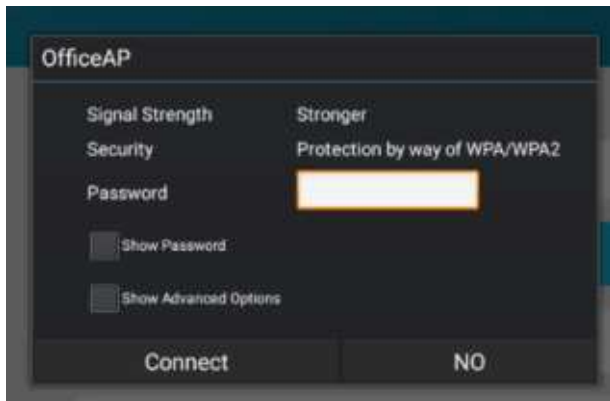 OfficeAP
Signal Strength Stronger
Security Protection by way of WPA/WPA2
Password
Show Password
Show Advanced Options
Connect NO